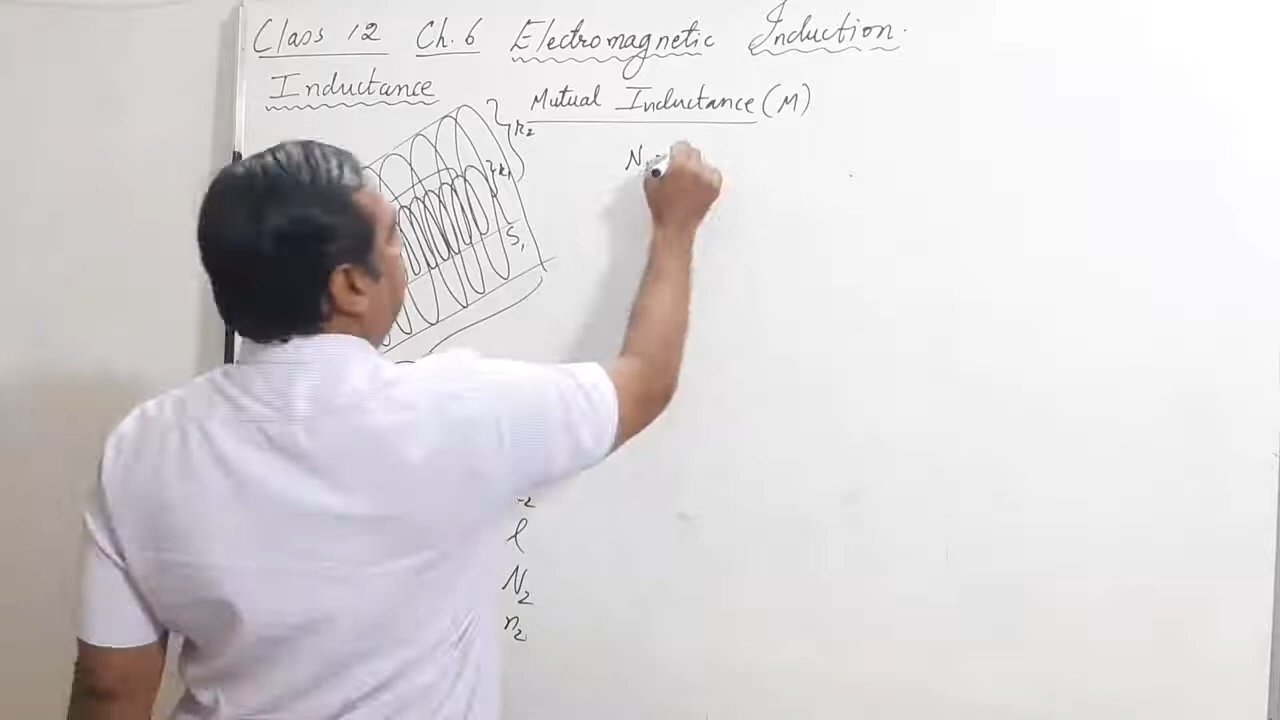 Class 12 Ch. 6 Electromagnetic Induction.
Inductance
Mutual Inductance (M)
r₂
r₁
N
S₁
l
N₂
n₂